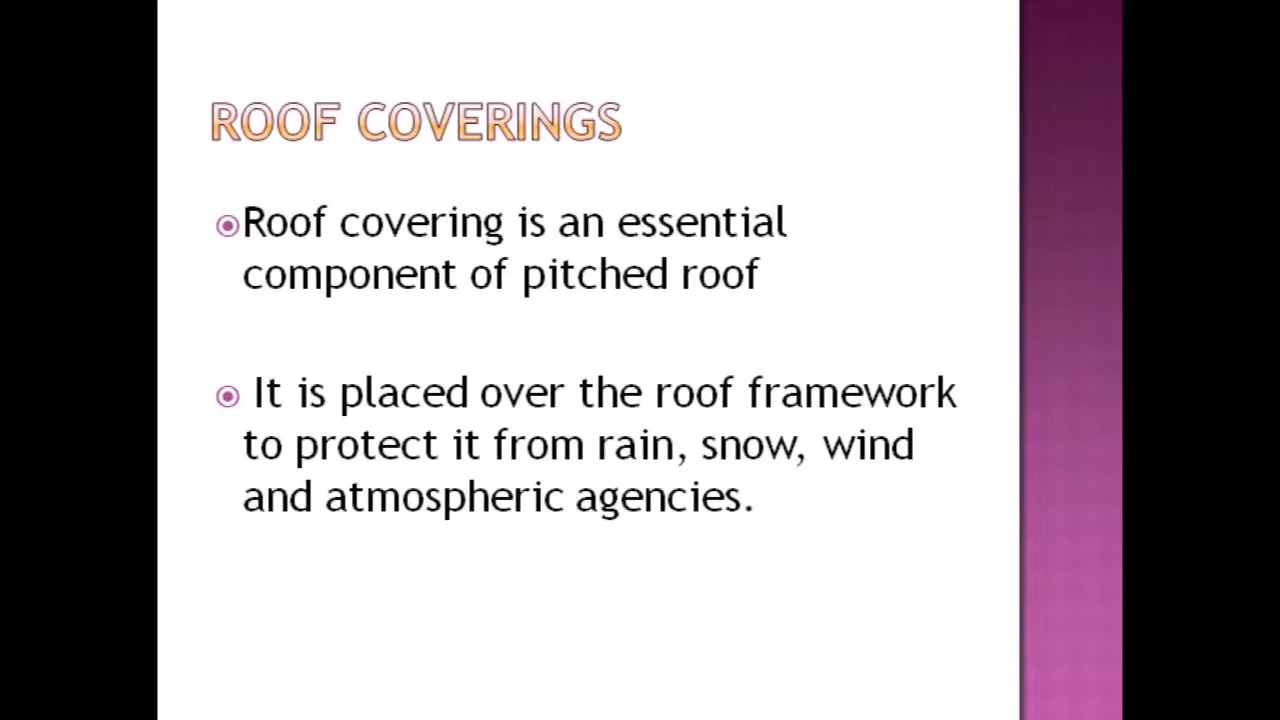 ROOF COVERINGS
Roof covering is an essential
component of pitched roof
It is placed over the roof framework
to protect it from rain, snow, wind
and atmospheric agencies.